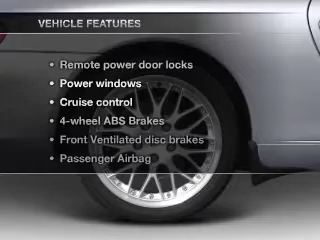 VEHICLE FEATURES
• Remote power door locks
• Power windows
• Cruise control
• 4-wheel ABS Brakes
• Front Ventilated disc brakes
• Passenger Airbag